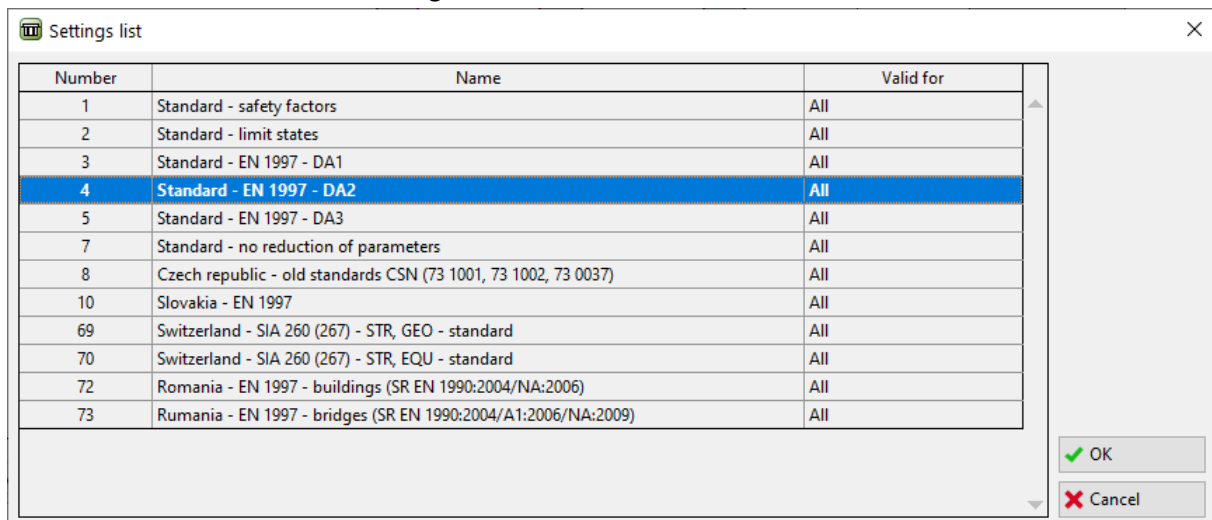 Settings list
Number Name Valid for
1 Standard - safety factors All
2 Standard - limit states All
3 Standard - EN 1997 - DA1 All
4 Standard - EN 1997 - DA2 All
5 Standard - EN 1997 - DA3 All
7 Standard - no reduction of parameters All
8 Czech republic - old standards CSN (73 1001, 73 1002, 73 0037) All
10 Slovakia - EN 1997 All
69 Switzerland - SIA 260 (267) - STR, GEO - standard All
70 Switzerland - SIA 260 (267) - STR, EQU - standard All
72 Romania - EN 1997 - buildings (SR EN 1990:2004/NA:2006) All
73 Rumania - EN 1997 - bridges (SR EN 1990:2004/A1:2006/NA:2009) All
OK
Cancel